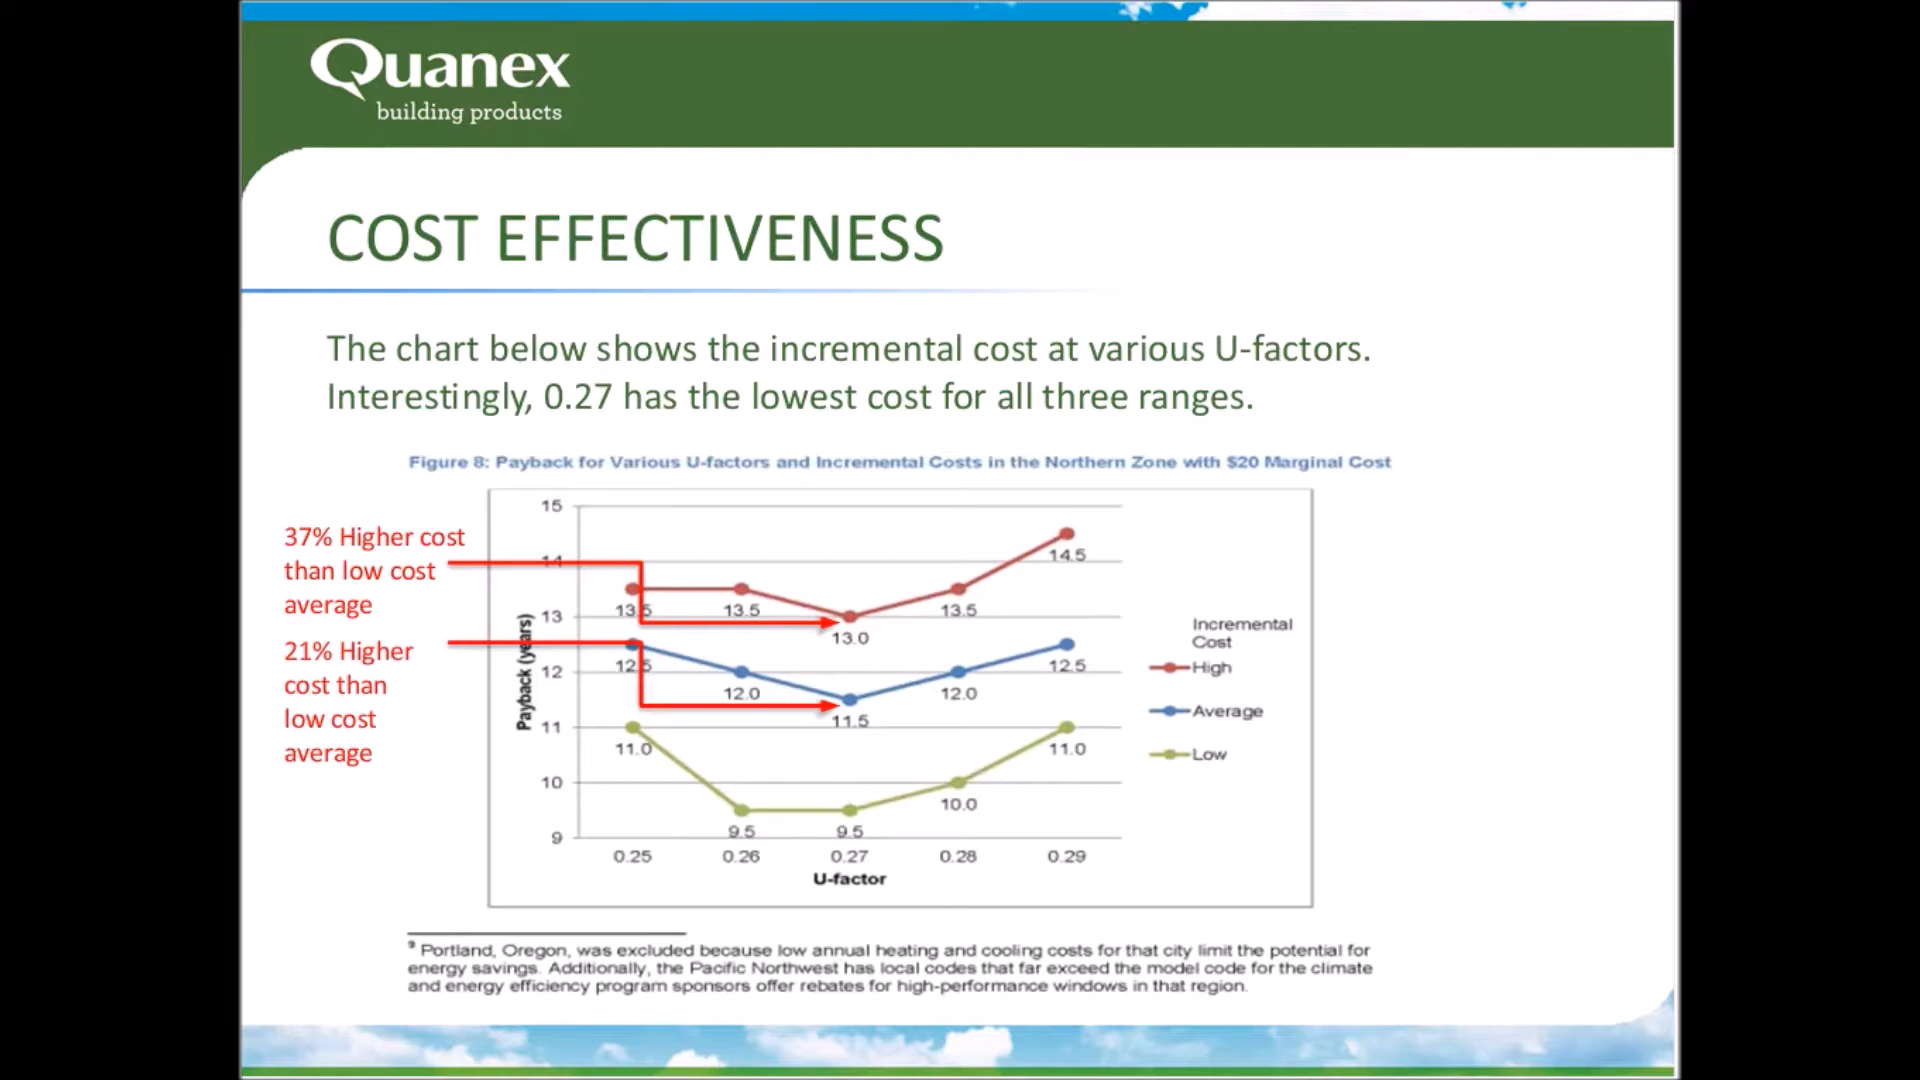 Quanex
building products
COST EFFECTIVENESS
The chart below shows the incremental cost at various U-factors.
Interestingly, 0.27 has the lowest cost for all three ranges.
Figure 8: Payback for Various U-factors and Incremental Costs in the Northern Zone with $20 Marginal Cost
37% Higher cost
than low cost
average
21% Higher
cost than
low cost
average
Payback (years)
15
14
13
12
11
10
9
13.5 13.5 13.0 13.5 14.5
12.5 12.0 11.5 12.0 12.5
11.0 9.5 9.5 10.0 11.0
0.25 0.26 0.27 0.28 0.29
U-factor
Incremental
Cost
High
Average
Low
9 Portland, Oregon, was excluded because low annual heating and cooling costs for that city limit the potential for
energy savings. Additionally, the Pacific Northwest has local codes that far exceed the model code for the climate
and energy efficiency program sponsors offer rebates for high-performance windows in that region.